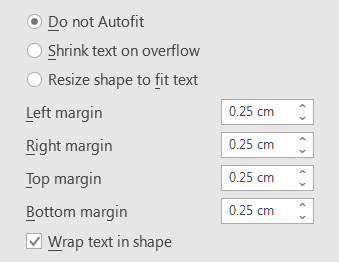 Do not Autofit
Shrink text on overflow
Resize shape to fit text
Left margin 0.25 cm
Right margin 0.25 cm
Top margin 0.25 cm
Bottom margin 0.25 cm
Wrap text in shape